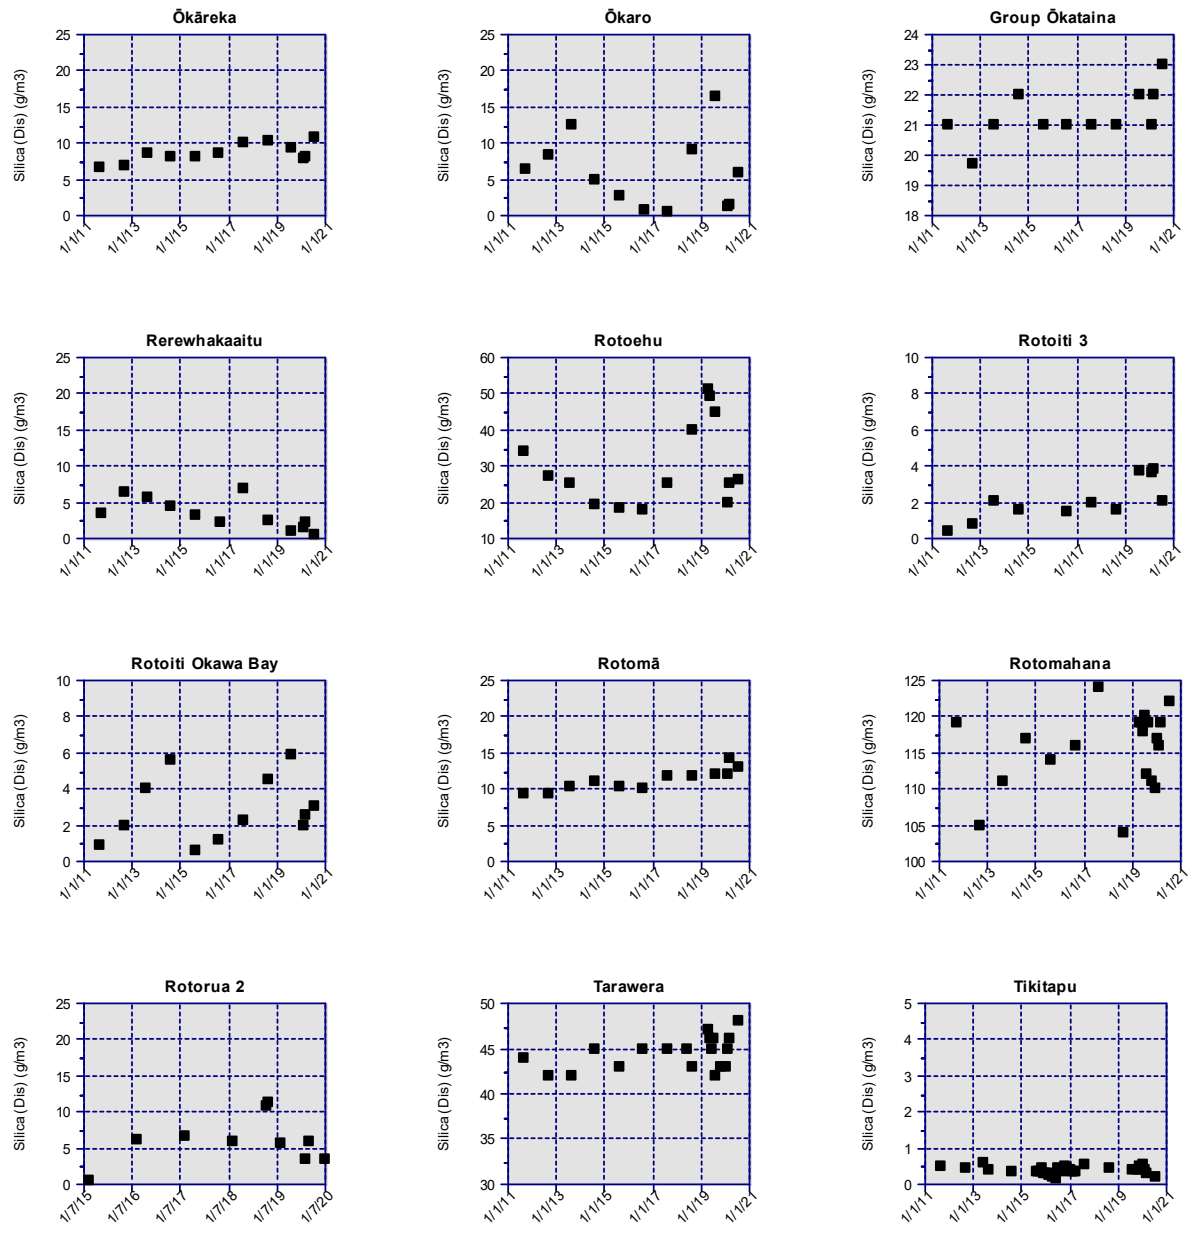 Ōkāreka
Silica (Dis) (g/m3)
25
20
15
10
5
0
1/1/11 1/1/13 1/1/15 1/1/17 1/1/19 1/1/21
Ōkaro
Silica (Dis) (g/m3)
25
20
15
10
5
0
1/1/11 1/1/13 1/1/15 1/1/17 1/1/19 1/1/21
Group Ōkataina
Silica (Dis) (g/m3)
24
23
22
21
20
19
18
1/1/11 1/1/13 1/1/15 1/1/17 1/1/19 1/1/21
Rerewhakaaitu
Silica (Dis) (g/m3)
25
20
15
10
5
0
1/1/11 1/1/13 1/1/15 1/1/17 1/1/19 1/1/21
Rotoehu
Silica (Dis) (g/m3)
60
50
40
30
20
10
1/1/11 1/1/13 1/1/15 1/1/17 1/1/19 1/1/21
Rotoiti 3
Silica (Dis) (g/m3)
10
8
6
4
2
0
1/1/11 1/1/13 1/1/15 1/1/17 1/1/19 1/1/21
Rotoiti Okawa Bay
Silica (Dis) (g/m3)
10
8
6
4
2
0
1/1/11 1/1/13 1/1/15 1/1/17 1/1/19 1/1/21
Rotomā
Silica (Dis) (g/m3)
25
20
15
10
5
0
1/1/11 1/1/13 1/1/15 1/1/17 1/1/19 1/1/21
Rotomahana
Silica (Dis) (g/m3)
125
120
115
110
105
100
1/1/11 1/1/13 1/1/15 1/1/17 1/1/19 1/1/21
Rotorua 2
Silica (Dis) (g/m3)
25
20
15
10
5
0
1/7/15 1/7/16 1/7/17 1/7/18 1/7/19 1/7/20
Tarawera
Silica (Dis) (g/m3)
50
45
40
35
30
1/1/11 1/1/13 1/1/15 1/1/17 1/1/19 1/1/21
Tikitapu
Silica (Dis) (g/m3)
5
4
3
2
1
0
1/1/11 1/1/13 1/1/15 1/1/17 1/1/19 1/1/21